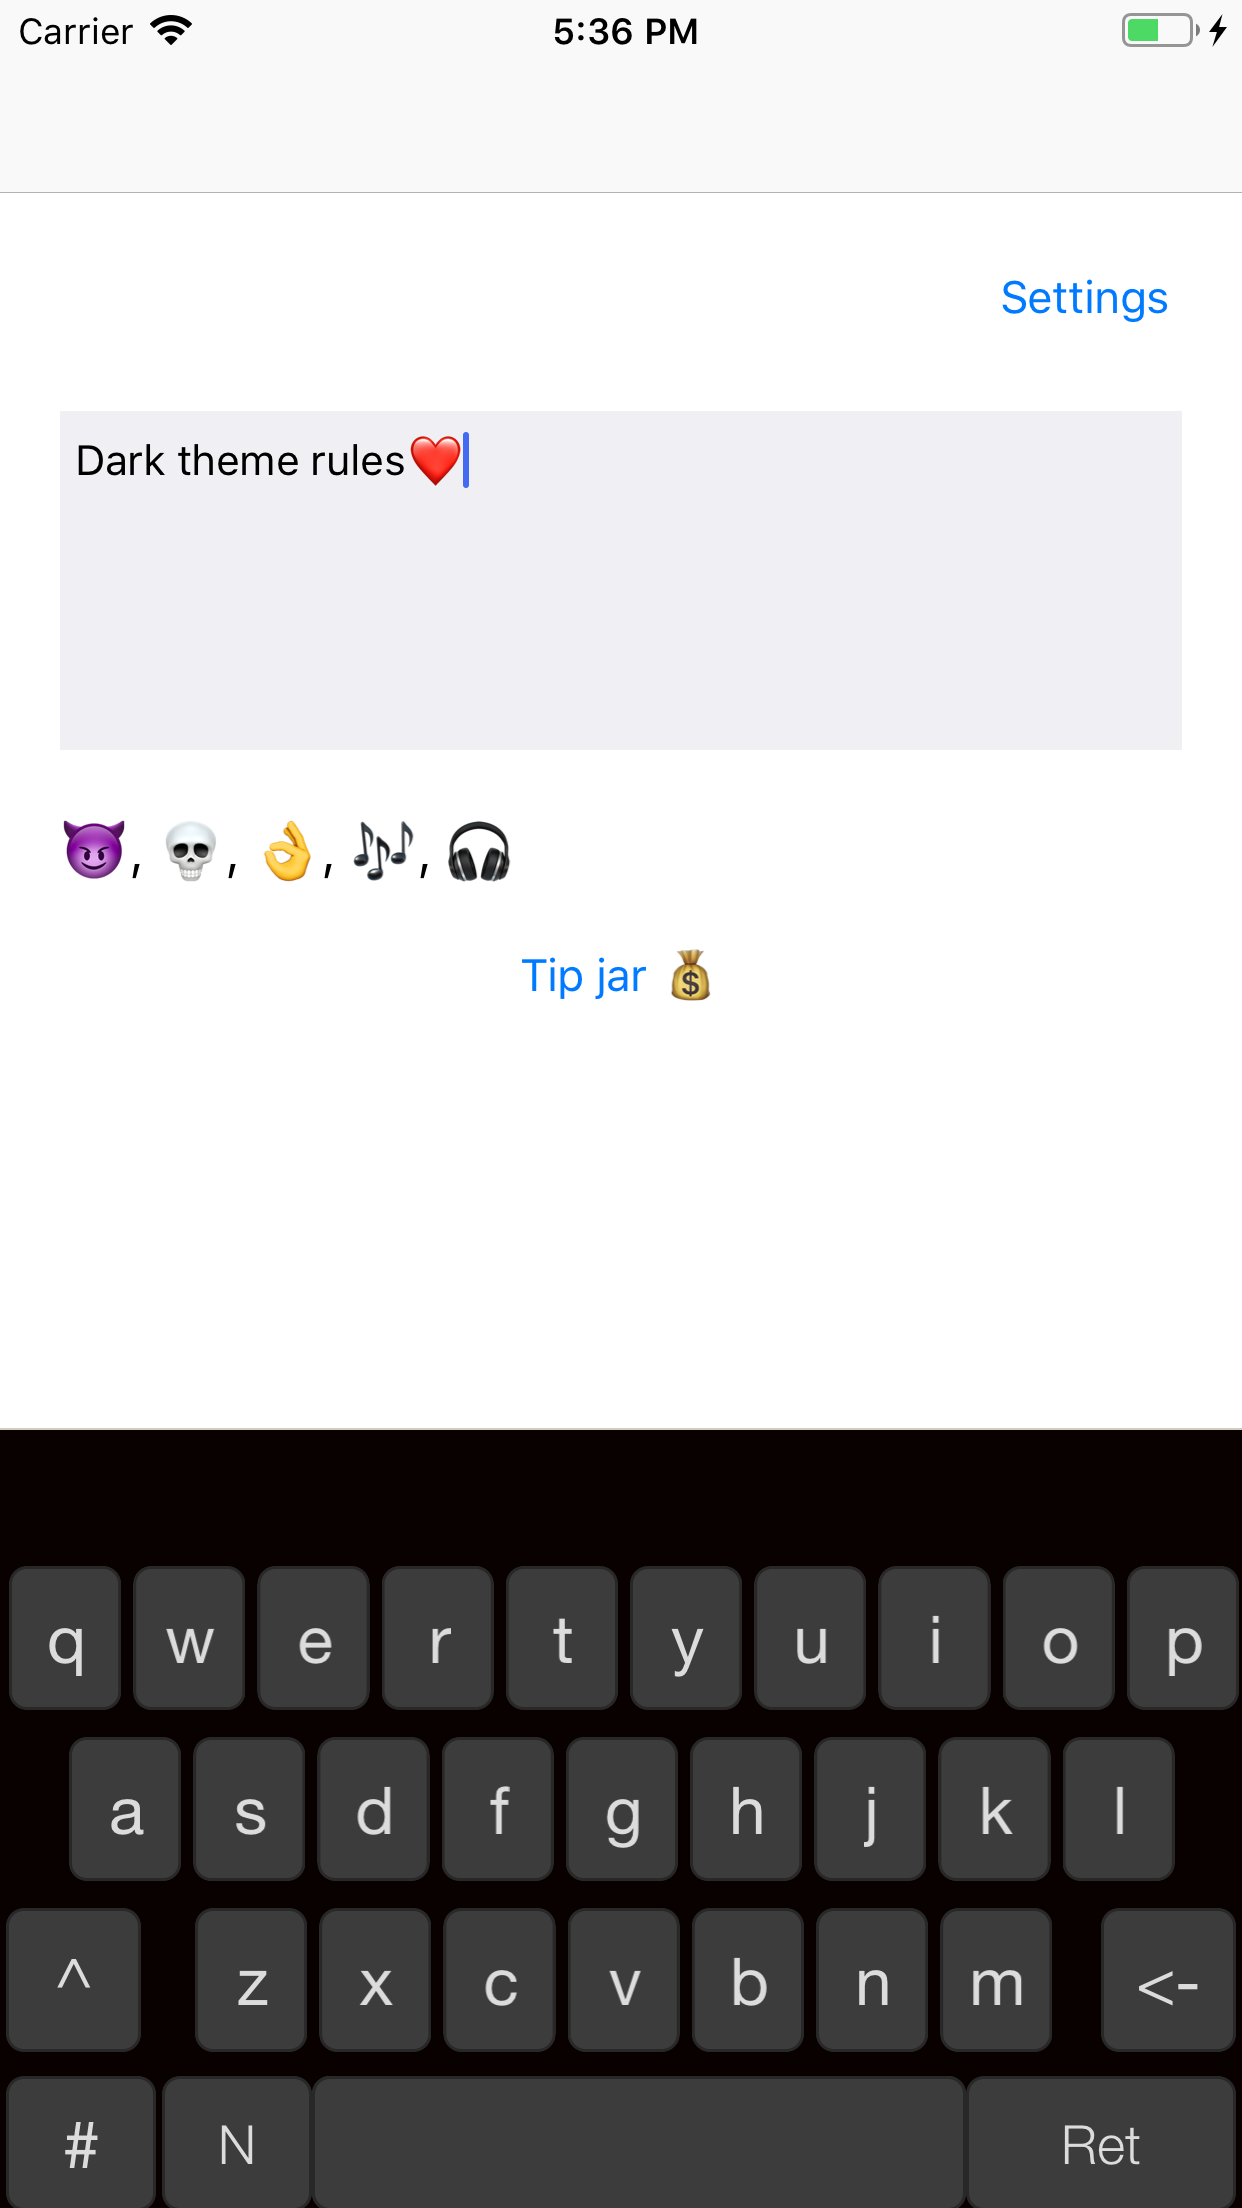 Carrier 5:36 PM
Settings
Dark theme rules❤️
😈, 💀, 👌, 🎶, 🎧
Tip jar 💰
q w e r t y u i o p
a s d f g h j k l
^ z x c v b n m <-
# N Ret